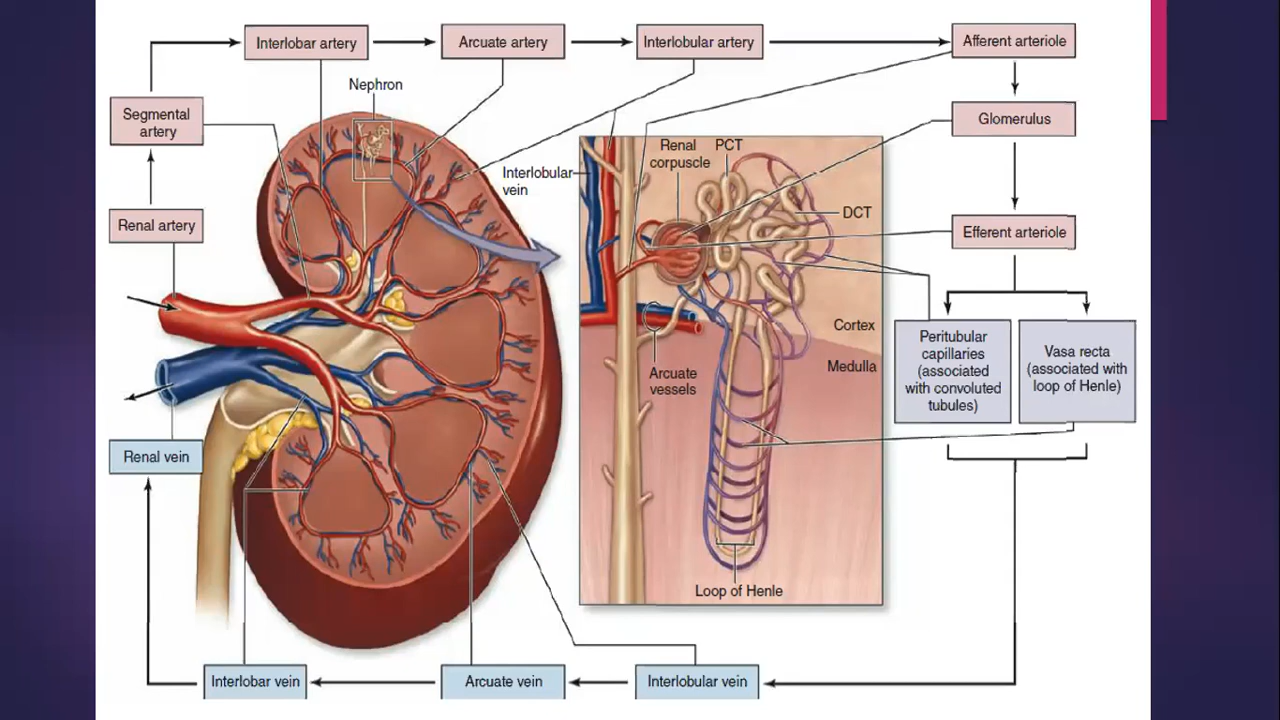 Interlobar artery
Arcuate artery
Interlobular artery
Afferent arteriole
Nephron
Segmental
artery
Glomerulus
Renal
corpuscle
PCT
Interlobular
vein
Renal artery
DCT
Efferent arteriole
Cortex
Medulla
Peritubular
capillaries
(associated
with convoluted
tubules)
Vasa recta
(associated with
loop of Henle)
Arcuate
vessels
Renal vein
Loop of Henle
Interlobar vein
Arcuate vein
Interlobular vein